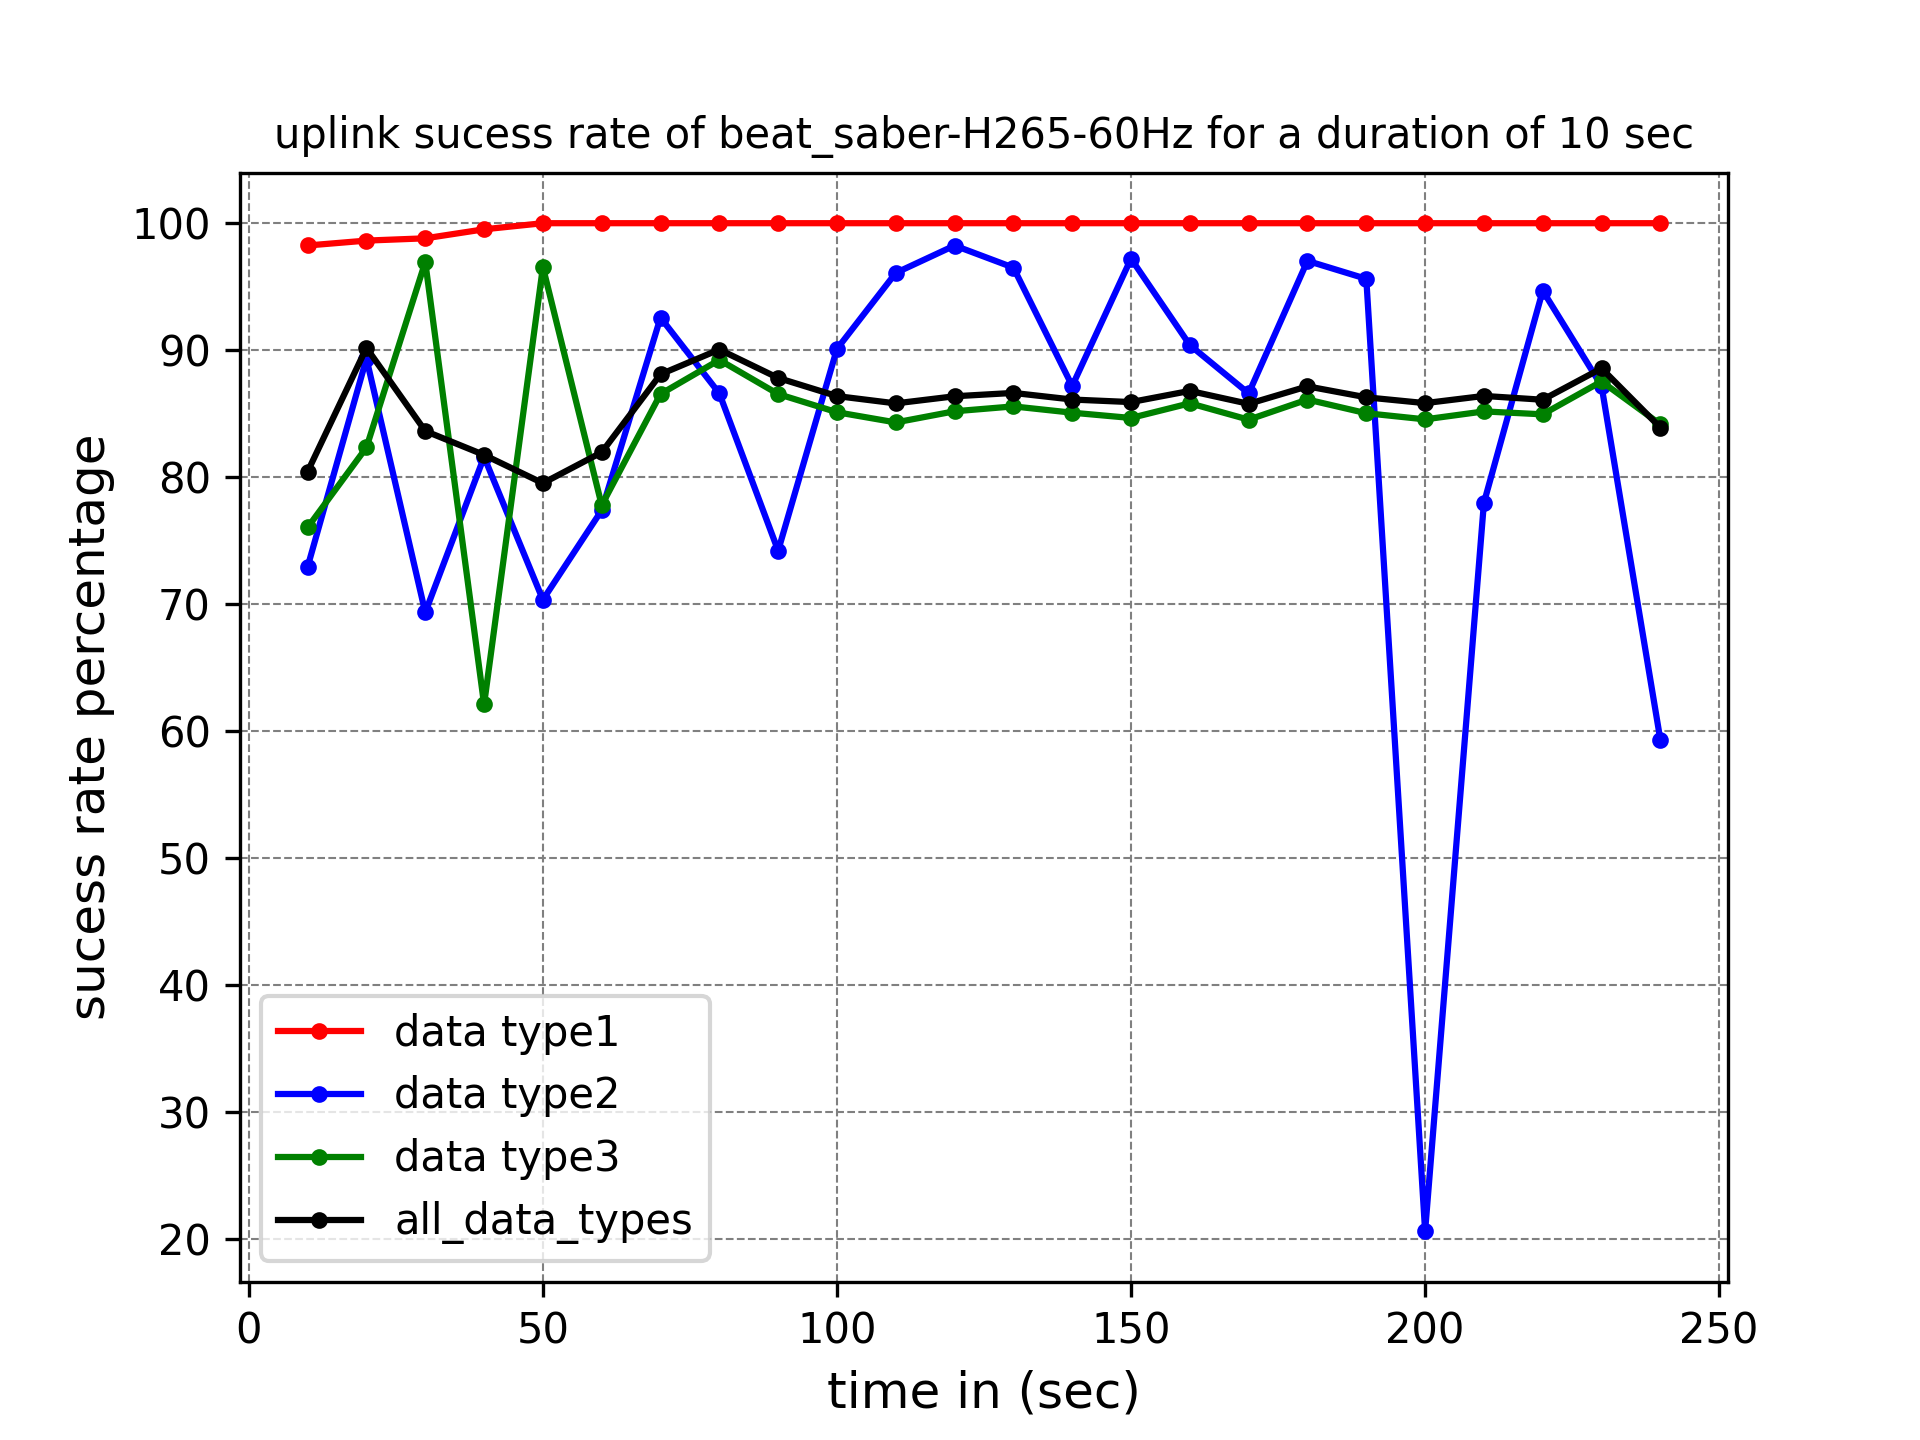 uplink sucess rate of beat_saber-H265-60Hz for a duration of 10 sec
sucess rate percentage
100
90
80
70
60
50
40
30
20
data type1
data type2
data type3
all_data_types
0 50 100 150 200 250
time in (sec)